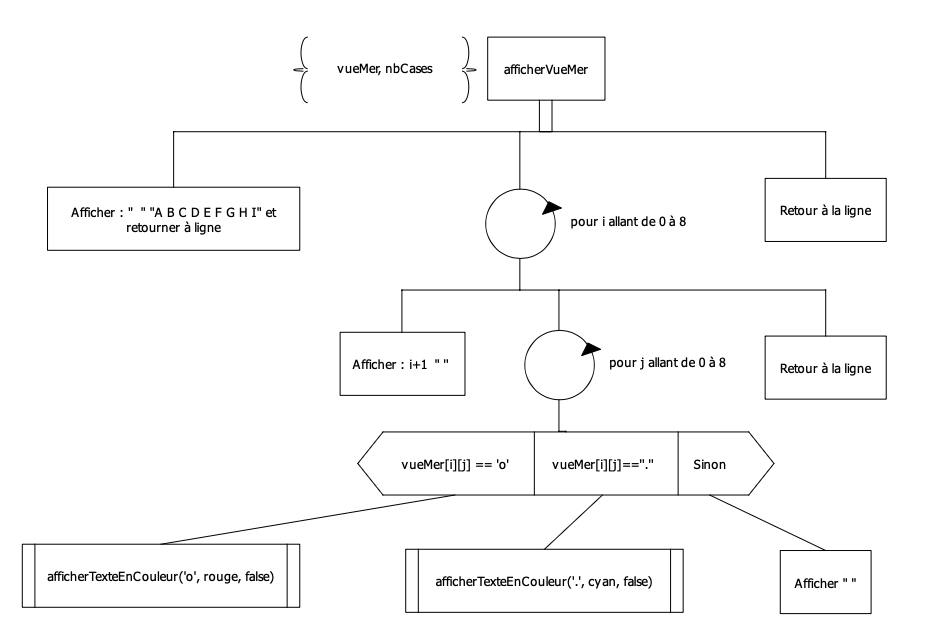 vueMer, nbCases
afficherVueMer
Afficher : "  " "A B C D E F G H I" et
retourner à ligne
pour i allant de 0 à 8
Retour à la ligne
Afficher : i+1  " "
pour j allant de 0 à 8
Retour à la ligne
vueMer[i][j] == 'o'
vueMer[i][j]=="."
Sinon
afficherTexteEnCouleur('o', rouge, false)
afficherTexteEnCouleur('.', cyan, false)
Afficher " "